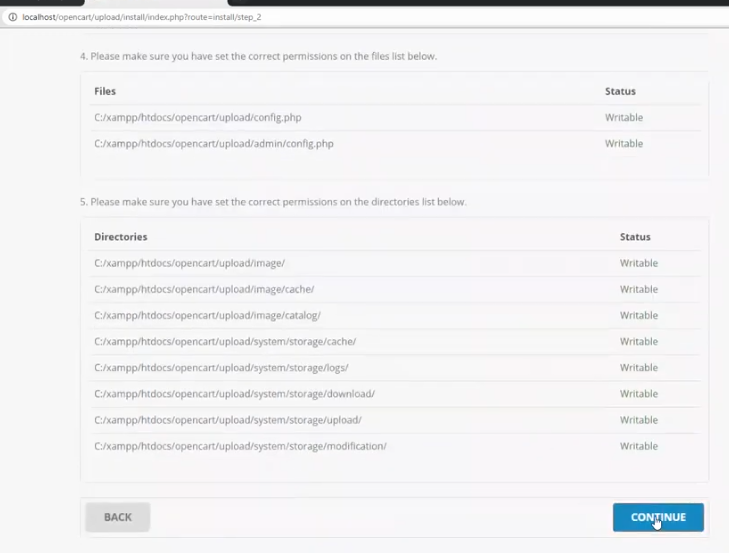 localhost/opencart/upload/install/index.php?route=install/step_2
4. Please make sure you have set the correct permissions on the files list below.
Files Status
C:/xampp/htdocs/opencart/upload/config.php Writable
C:/xampp/htdocs/opencart/upload/admin/config.php Writable
5. Please make sure you have set the correct permissions on the directories list below.
Directories Status
C:/xampp/htdocs/opencart/upload/image/ Writable
C:/xampp/htdocs/opencart/upload/image/cache/ Writable
C:/xampp/htdocs/opencart/upload/image/catalog/ Writable
C:/xampp/htdocs/opencart/upload/system/storage/cache/ Writable
C:/xampp/htdocs/opencart/upload/system/storage/logs/ Writable
C:/xampp/htdocs/opencart/upload/system/storage/download/ Writable
C:/xampp/htdocs/opencart/upload/system/storage/upload/ Writable
C:/xampp/htdocs/opencart/upload/system/storage/modification/ Writable
BACK CONTINUE